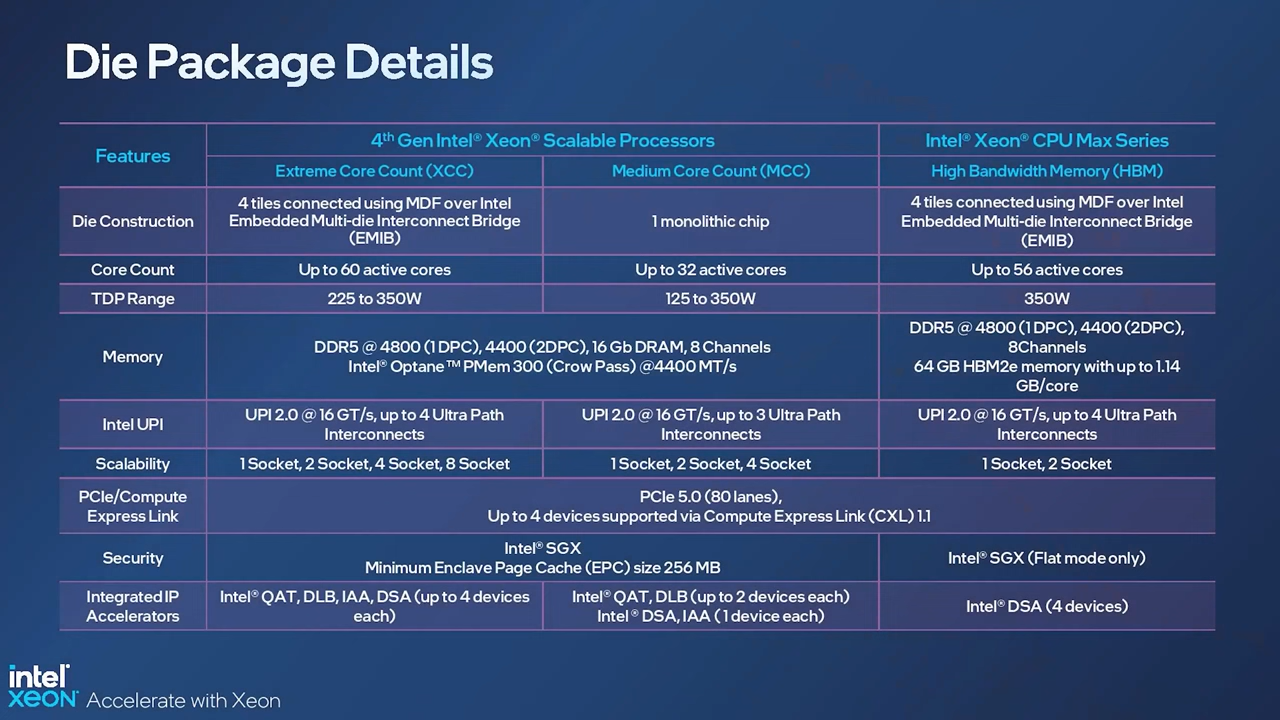 Die Package Details
Features
4th Gen Intel® Xeon® Scalable Processors
Intel® Xeon® CPU Max Series
Extreme Core Count (XCC)
Medium Core Count (MCC)
High Bandwidth Memory (HBM)
Die Construction
4 tiles connected using MDF over Intel
Embedded Multi-die Interconnect Bridge
(EMIB)
1 monolithic chip
4 tiles connected using MDF over Intel
Embedded Multi-die Interconnect Bridge
(EMIB)
Core Count
Up to 60 active cores
Up to 32 active cores
Up to 56 active cores
TDP Range
225 to 350W
125 to 350W
350W
Memory
DDR5 @ 4800 (1 DPC), 4400 (2DPC), 16 Gb DRAM, 8 Channels
Intel® Optane™ PMem 300 (Crow Pass) @4400 MT/s
DDR5 @ 4800 (1 DPC), 4400 (2DPC),
8Channels
64 GB HBM2e memory with up to 1.14
GB/core
Intel UPI
UPI 2.0 @ 16 GT/s, up to 4 Ultra Path
Interconnects
UPI 2.0 @ 16 GT/s, up to 3 Ultra Path
Interconnects
UPI 2.0 @ 16 GT/s, up to 4 Ultra Path
Interconnects
Scalability
1 Socket, 2 Socket, 4 Socket, 8 Socket
1 Socket, 2 Socket, 4 Socket
1 Socket, 2 Socket
PCIe/Compute
Express Link
PCIe 5.0 (80 lanes),
Up to 4 devices supported via Compute Express Link (CXL) 1.1
Security
Intel® SGX
Minimum Enclave Page Cache (EPC) size 256 MB
Intel® SGX (Flat mode only)
Integrated IP
Accelerators
Intel® QAT, DLB, IAA, DSA (up to 4 devices
each)
Intel® QAT, DLB (up to 2 devices each)
Intel® DSA, IAA (1 device each)
Intel® DSA (4 devices)
intel
XEON
Accelerate with Xeon